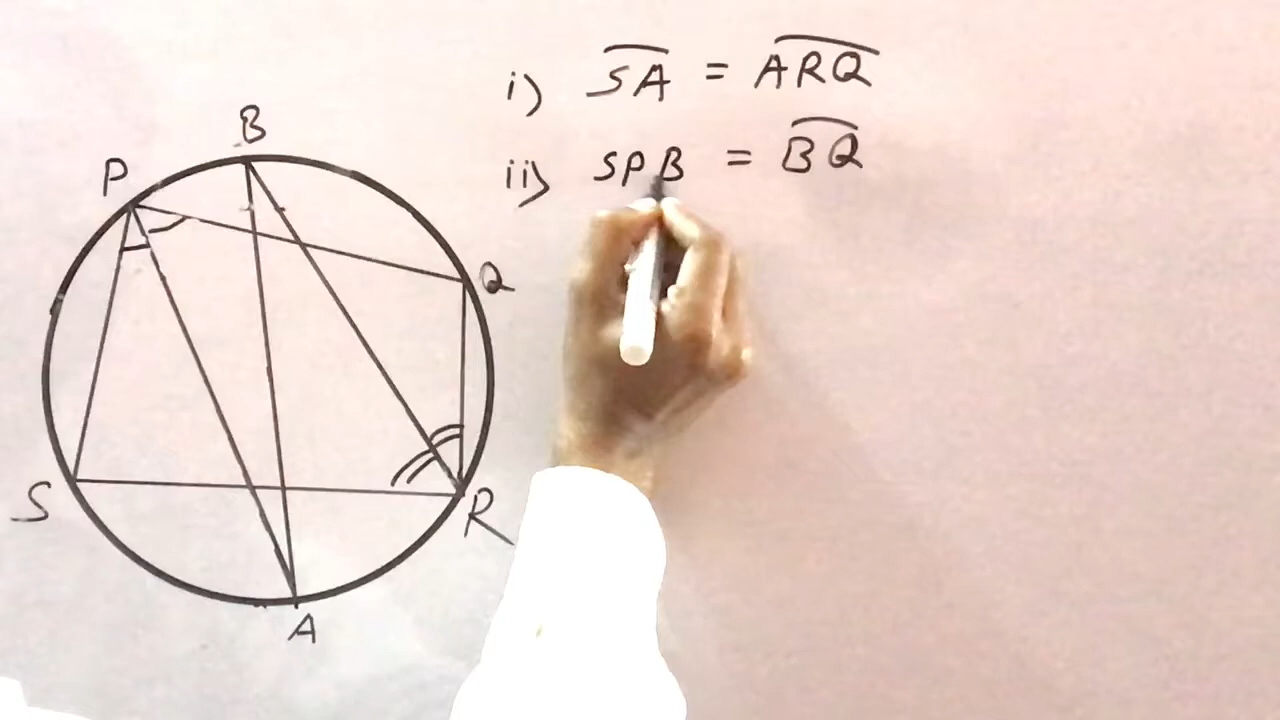 i) SA = ARQ
B
ii) SPB = BQ
P
Q
S
R
A